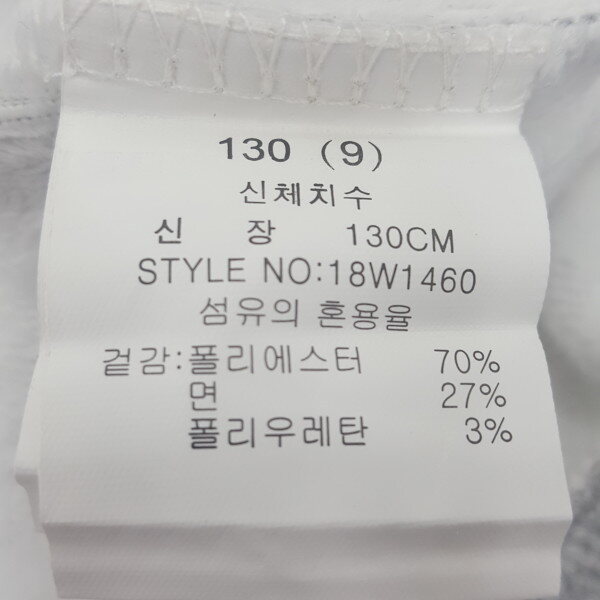 130 (9)
신체치수
신 장 130CM
STYLE NO:18W1460
섬유의 혼용율
겉감:폴리에스터 70%
면 27%
폴리우레탄 3%